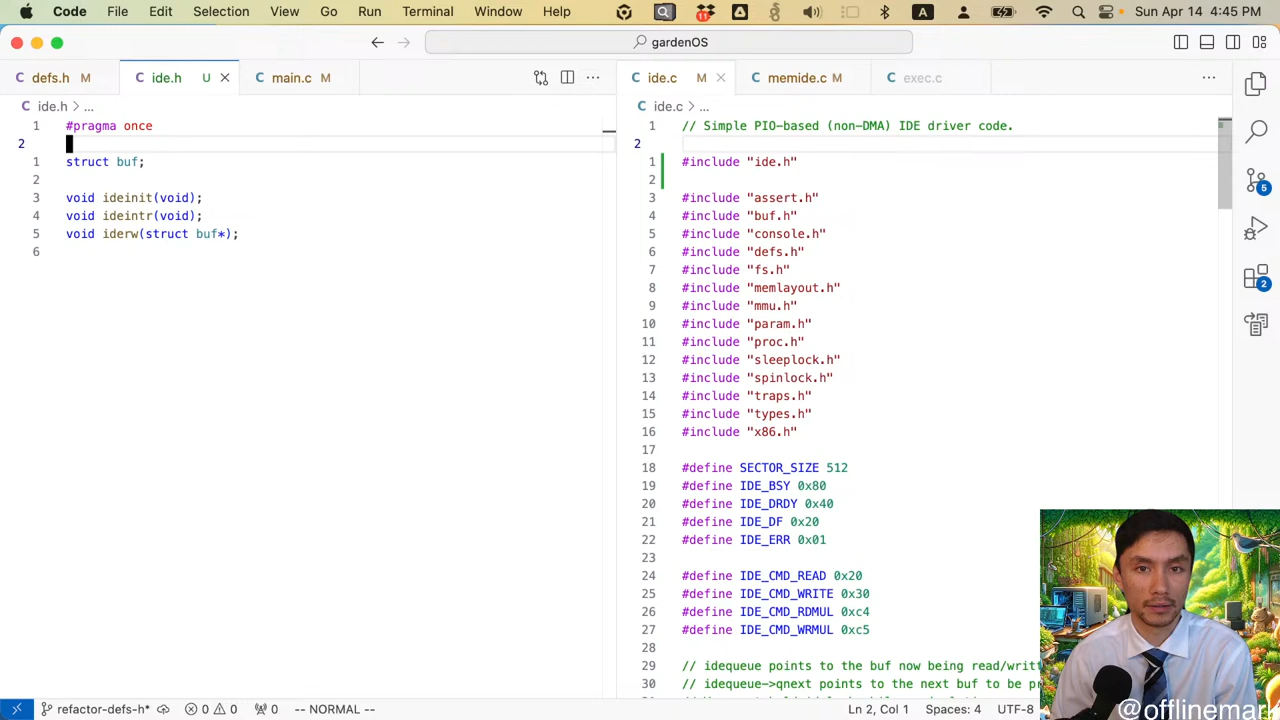 Code File Edit Selection View Go Run Terminal Window Help A Sun Apr 14 4:45 PM
gardenOS
defs.h M ide.h U main.c M
ide.c M memide.c M exec.c
ide.h > ...
1 #pragma once
2
1 struct buf;
2
3 void ideinit(void);
4 void ideintr(void);
5 void iderw(struct buf*);
6
ide.c > ...
1 // Simple PIO-based (non-DMA) IDE driver code.
2
1 #include "ide.h"
2
3 #include "assert.h"
4 #include "buf.h"
5 #include "console.h"
6 #include "defs.h"
7 #include "fs.h"
8 #include "memlayout.h"
9 #include "mmu.h"
10 #include "param.h"
11 #include "proc.h"
12 #include "sleeplock.h"
13 #include "spinlock.h"
14 #include "traps.h"
15 #include "types.h"
16 #include "x86.h"
17
18 #define SECTOR_SIZE 512
19 #define IDE_BSY 0x80
20 #define IDE_DRDY 0x40
21 #define IDE_DF 0x20
22 #define IDE_ERR 0x01
23
24 #define IDE_CMD_READ 0x20
25 #define IDE_CMD_WRITE 0x30
26 #define IDE_CMD_RDMUL 0xc4
27 #define IDE_CMD_WRMUL 0xc5
28
29 // idequeue points to the buf now being read/writt
30 // idequeue->qnext points to the next buf to be p
5
2
refactor-defs-h* 0 0 0 -- NORMAL -- Ln 2, Col 1 Spaces: 4 UTF-8
@offlinemark